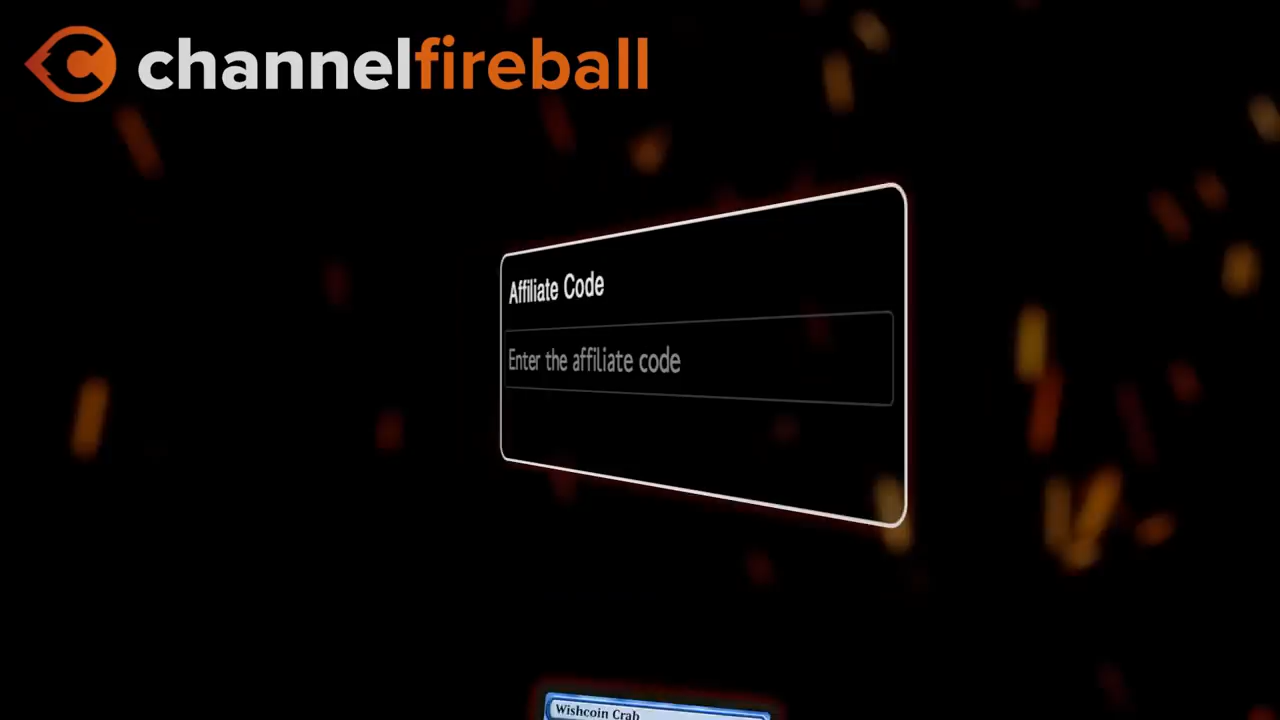 channelfireball
Affiliate Code
Enter the affiliate code
Wishcoin Crab